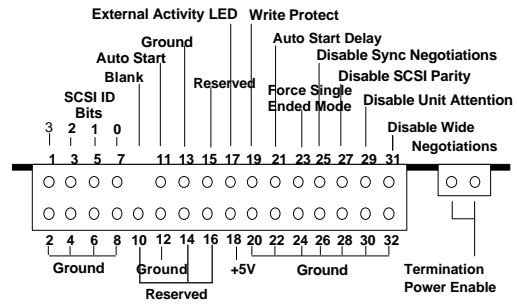 External Activity LED Write Protect
Ground Auto Start Delay
Auto Start Disable Sync Negotiations
Blank Reserved Disable SCSI Parity
SCSI ID
Bits
Force Single
Ended Mode
Disable Unit Attention
3 2 1 0
Disable Wide
Negotiations
1 3 5 7 11 13 15 17 19 21 23 25 27 29 31
2 4 6 8 10 12 14 16 18 20 22 24 26 28 30 32
Ground Ground +5V Ground
Reserved
Termination
Power Enable